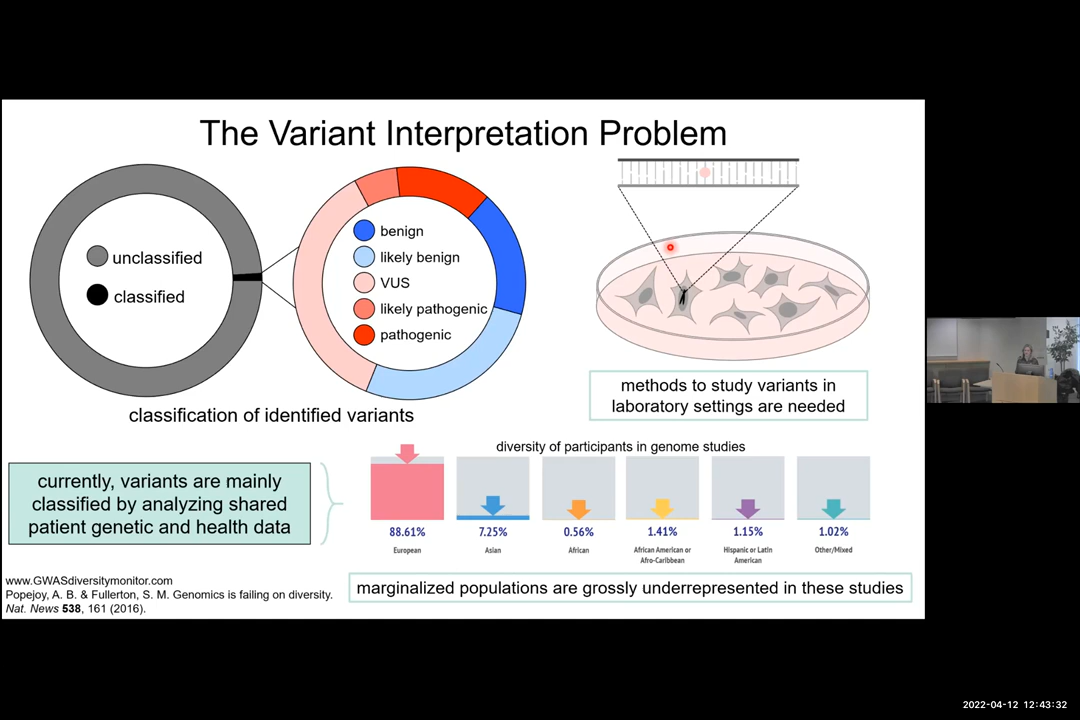 The Variant Interpretation Problem
unclassified
classified
benign
likely benign
VUS
likely pathogenic
pathogenic
classification of identified variants
methods to study variants in
laboratory settings are needed
currently, variants are mainly
classified by analyzing shared
patient genetic and health data
diversity of participants in genome studies
88.61% 7.25% 0.56% 1.41% 1.15% 1.02%
European Asian African African American or Hispanic or Latin Other/Mixed
Afro-Caribbean American
marginalized populations are grossly underrepresented in these studies
www.GWASdiversitymonitor.com
Popejoy, A. B. & Fullerton, S. M. Genomics is failing on diversity.
Nat. News 538, 161 (2016).
2022-04-12 12:43:32